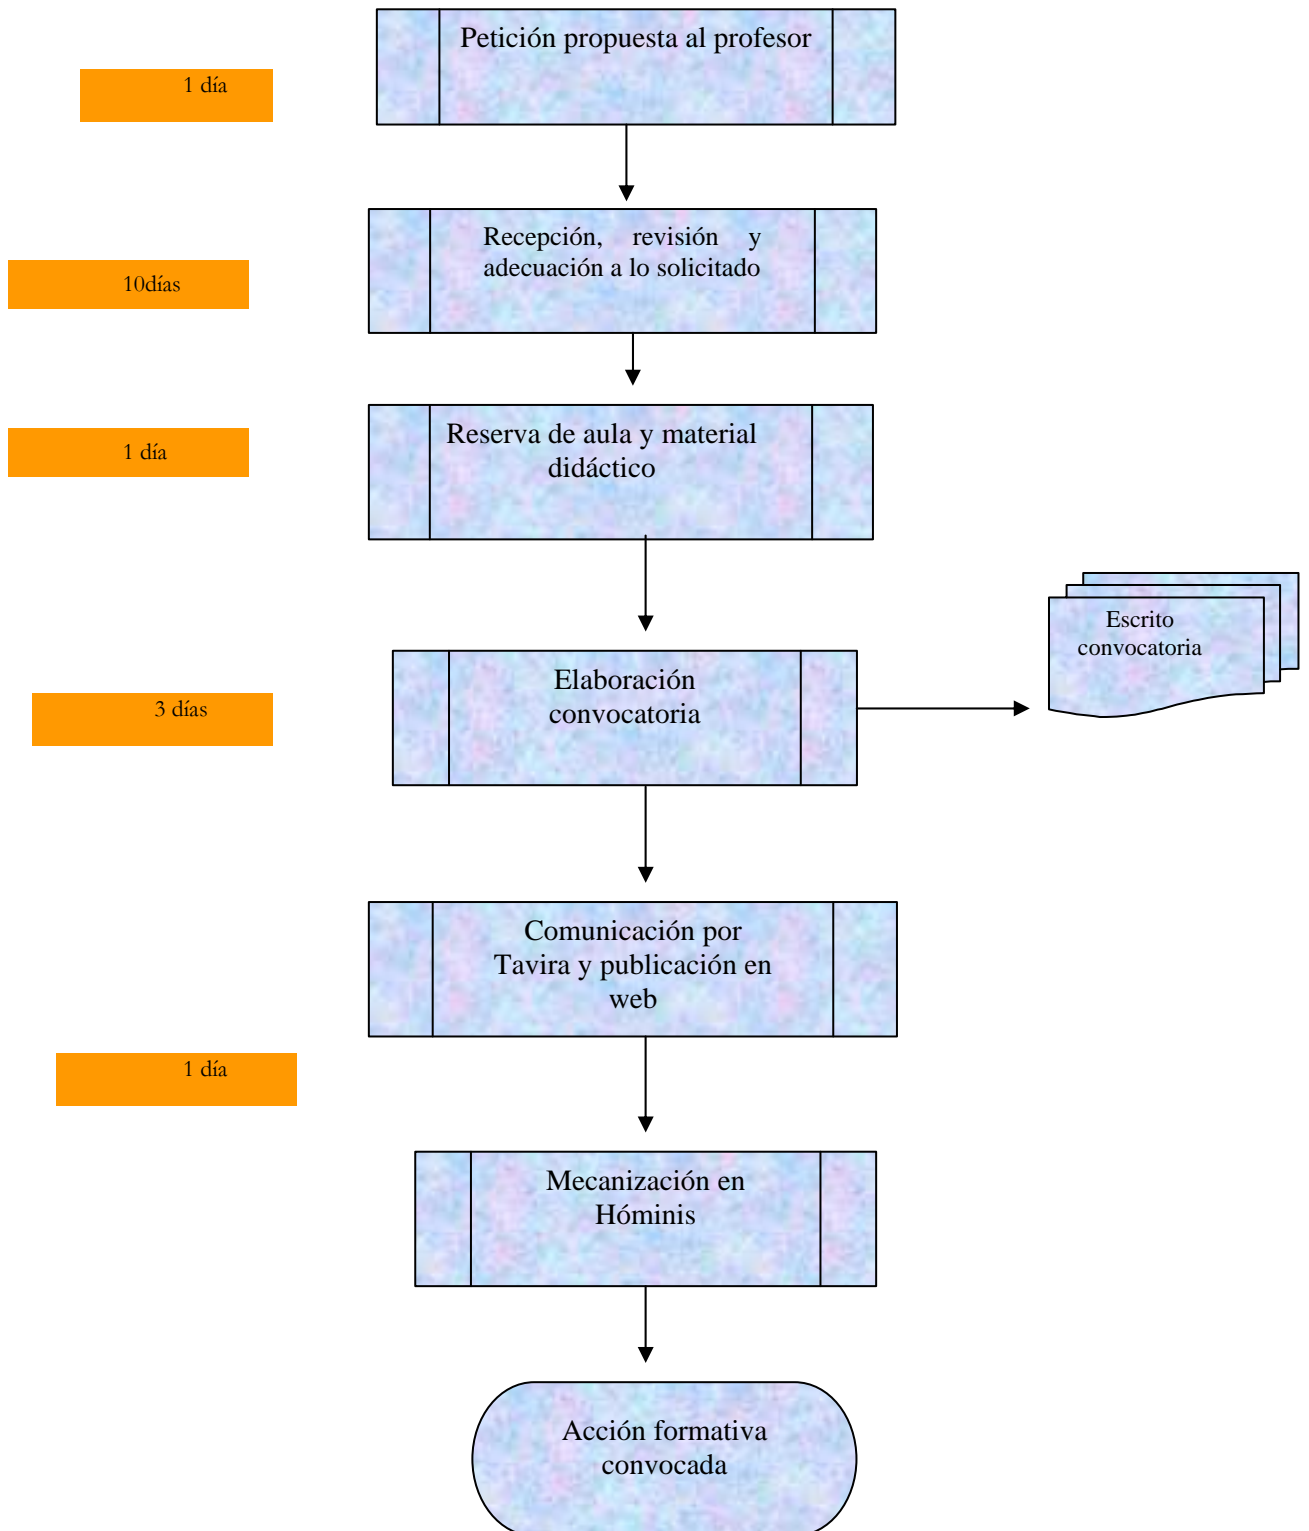 Petición propuesta al profesor
1 día
Recepción, revisión y
adecuación a lo solicitado
10días
Reserva de aula y material
didáctico
1 día
Escrito
convocatoria
Elaboración
convocatoria
3 días
Comunicación por
Tavira y publicación en
web
1 día
Mecanización en
Hóminis
Acción formativa
convocada